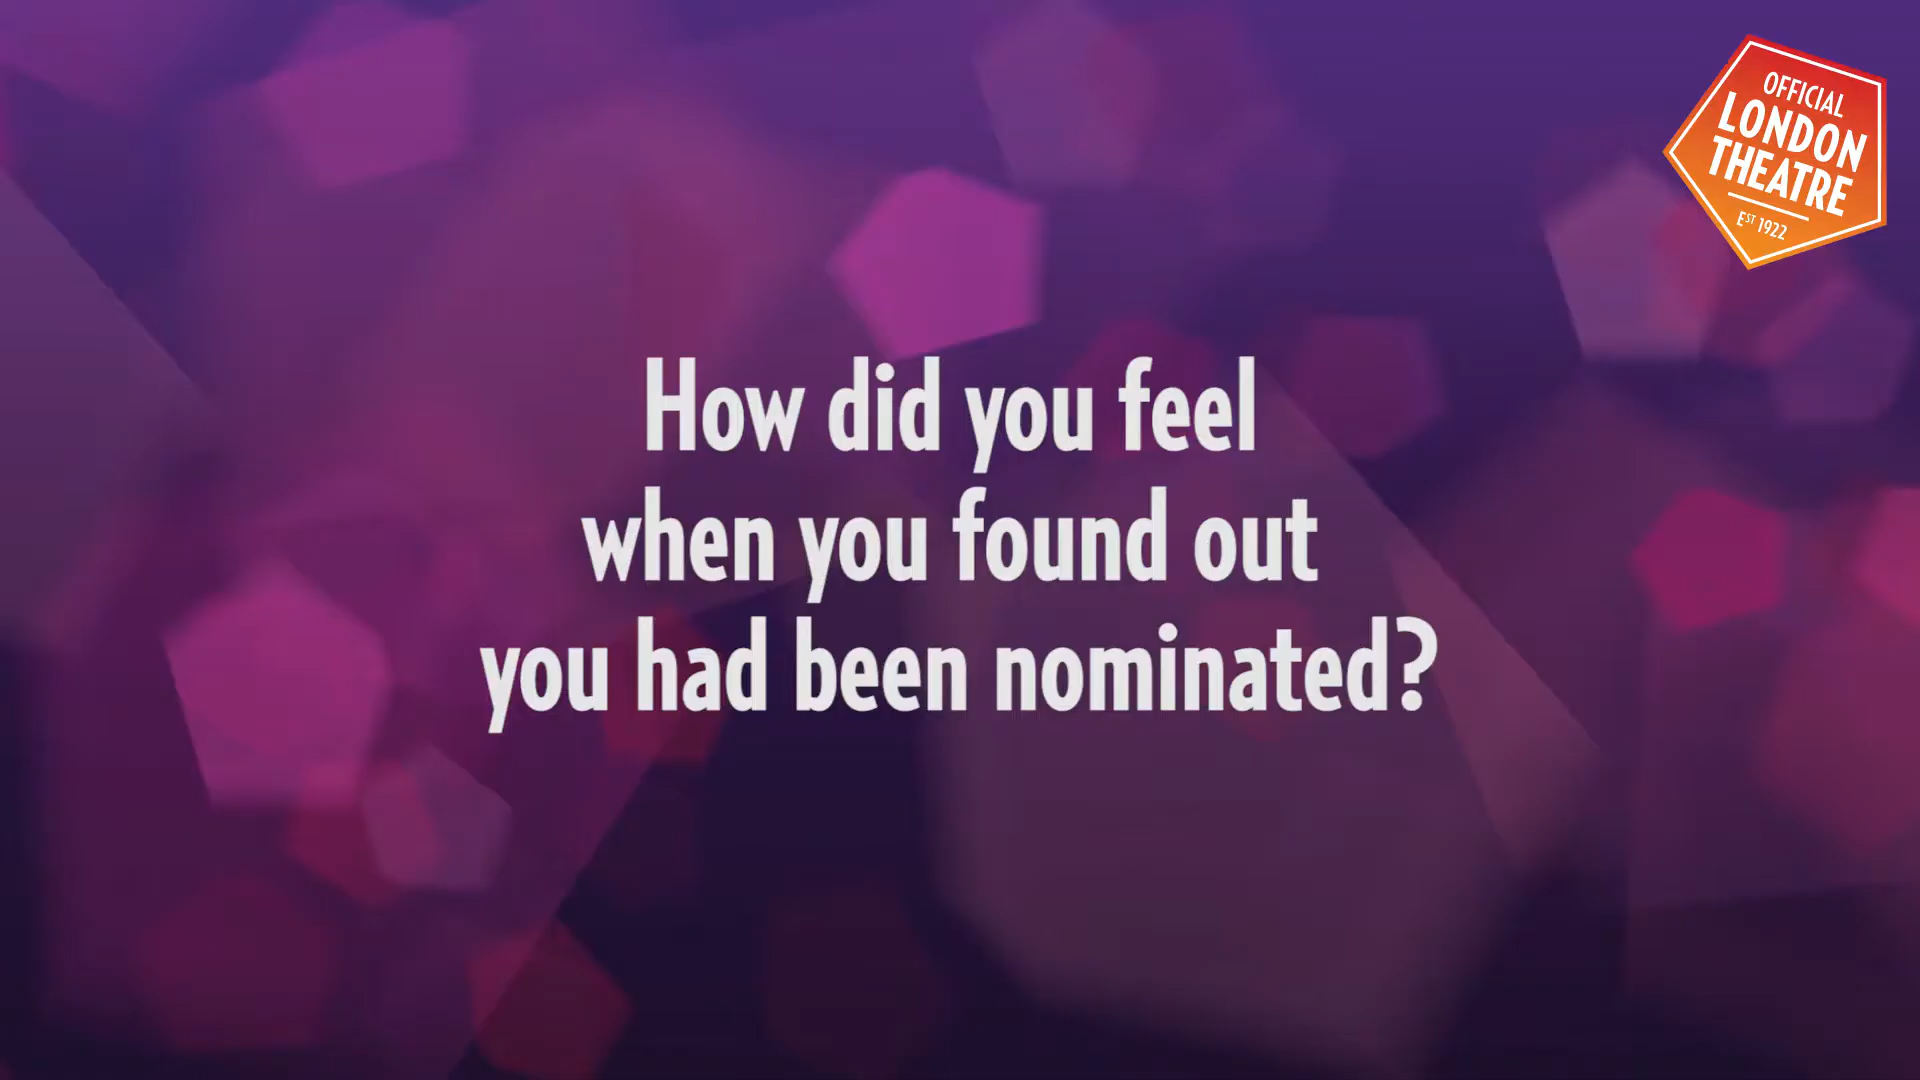 OFFICIAL
LONDON
THEATRE
EST 1922
How did you feel
when you found out
you had been nominated?